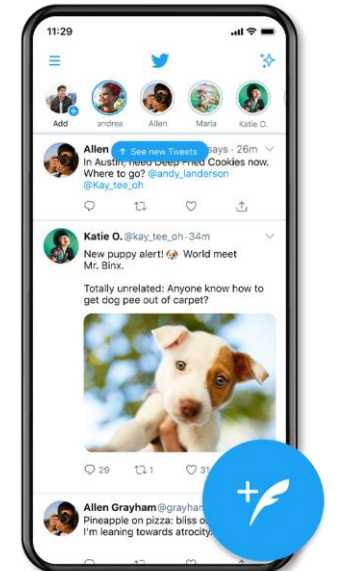 11:29
Add
andrea
Allen
Maria
Katie O.
Allen
↑ See new Tweets
says · 26m
In Austin, need Deep Fried Cookies now.
Where to go? @andy_landerson
@Kay_tee_oh
Katie O. @kay_tee_oh · 34m
New puppy alert! 🐶 World meet
Mr. Binx.
Totally unrelated: Anyone know how to
get dog pee out of carpet?
29
1
31
Allen Grayham @grayham
Pineapple on pizza: bliss
I'm leaning towards atrocity.